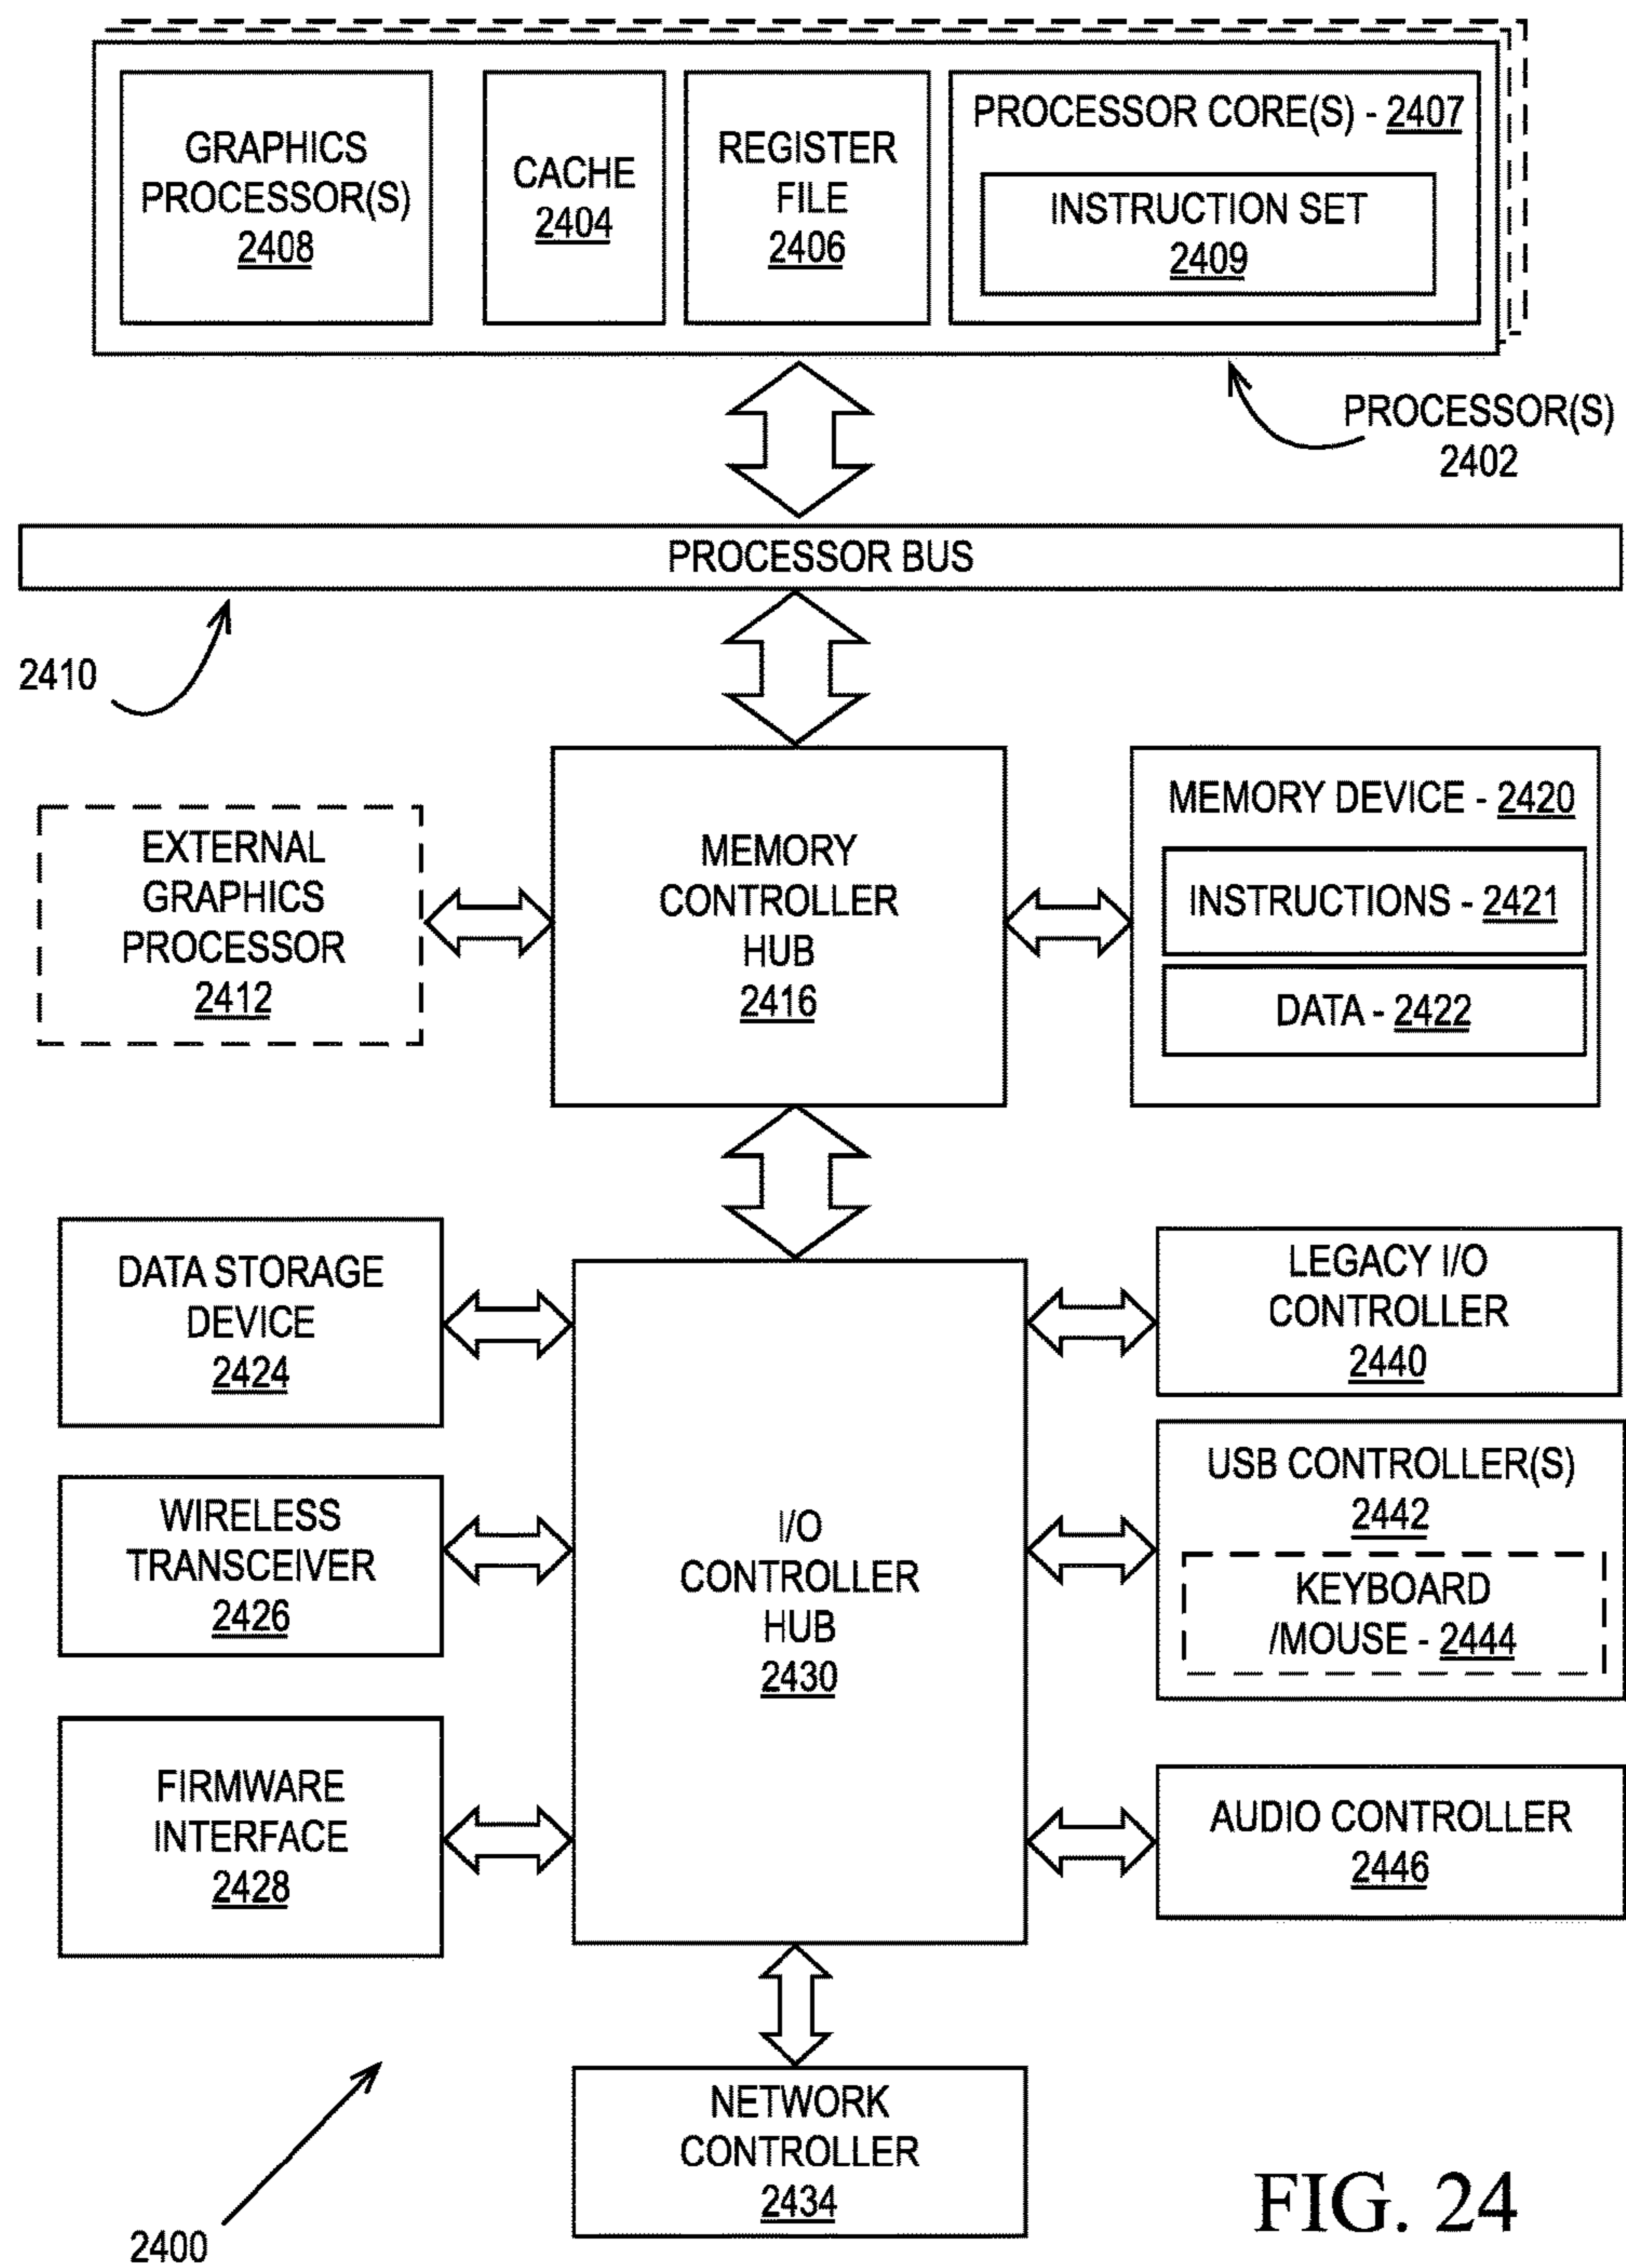 GRAPHICS
PROCESSOR(S)
2408
CACHE
2404
REGISTER
FILE
2406
PROCESSOR CORE(S) - 2407
INSTRUCTION SET
2409
PROCESSOR(S)
2402
PROCESSOR BUS
2410
EXTERNAL
GRAPHICS
PROCESSOR
2412
MEMORY
CONTROLLER
HUB
2416
MEMORY DEVICE - 2420
INSTRUCTIONS - 2421
DATA - 2422
DATA STORAGE
DEVICE
2424
WIRELESS
TRANSCEIVER
2426
FIRMWARE
INTERFACE
2428
I/O
CONTROLLER
HUB
2430
LEGACY I/O
CONTROLLER
2440
USB CONTROLLER(S)
2442
KEYBOARD
/MOUSE - 2444
AUDIO CONTROLLER
2446
NETWORK
CONTROLLER
2434
2400
FIG. 24